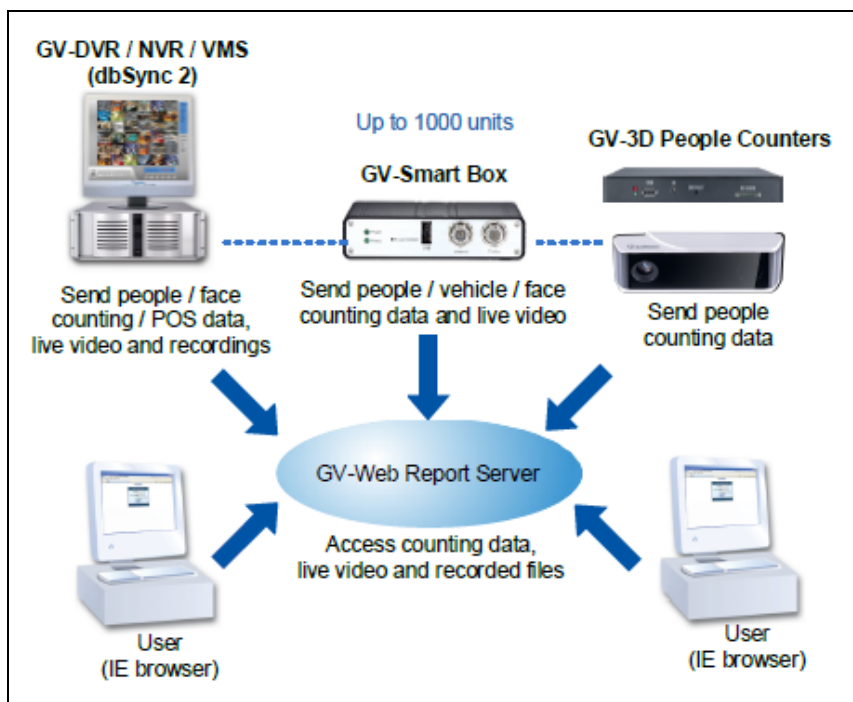 GV-DVR / NVR / VMS
(dbSync 2)
Up to 1000 units
GV-3D People Counters
GV-Smart Box
Send people / face
counting / POS data,
live video and recordings
Send people / vehicle / face
counting data and live video
Send people
counting data
GV-Web Report Server
Access counting data,
live video and recorded files
User
(IE browser)
User
(IE browser)